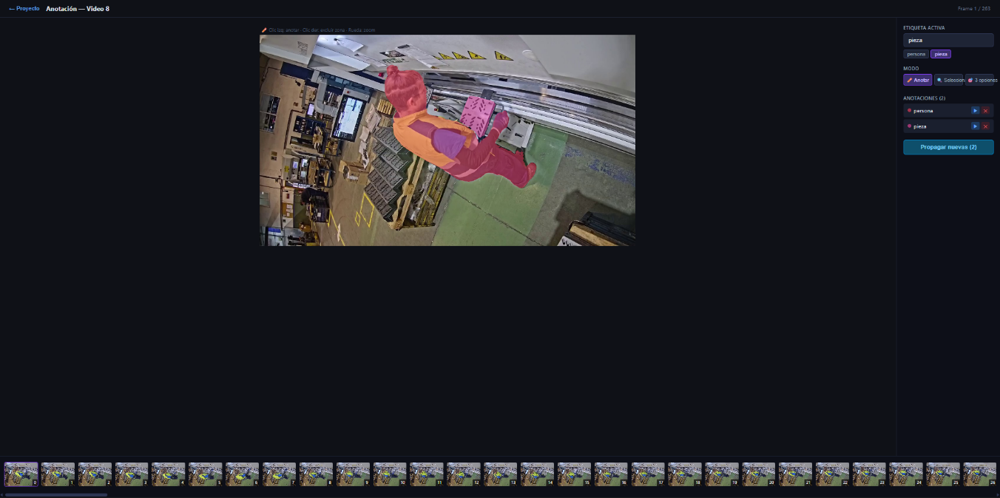 ← Proyecto Anotación — Video 8 Frame 1 / 263
Clic izq: anotar · Clic der: excluir zona · Rueda: zoom
ETIQUETA ACTIVA
pieza
persona pieza
MODO
Anotar Seleccion 3 opciones
ANOTACIONES (2)
persona
pieza
Propagar nuevas (2)
0 1 2 3 4 5 6 7 8 9 10 11 12 13 14 15 16 17 18 19 20 21 22 23 24 25 26